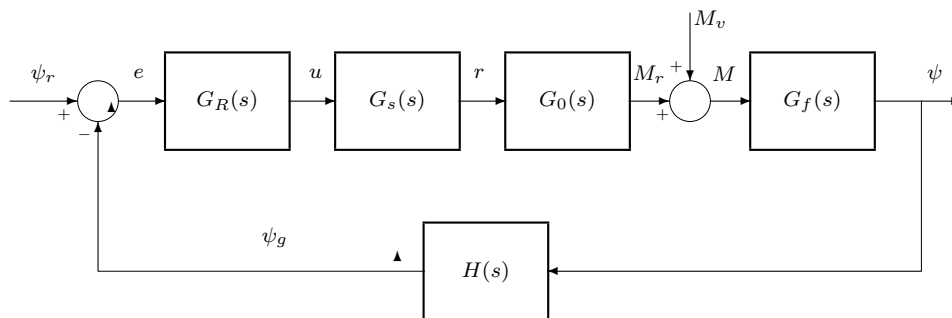 M_v
ψ_r
e
G_R(s)
u
G_s(s)
r
G_0(s)
M_r
+
M
G_f(s)
ψ
+
−
+
ψ_g
H(s)